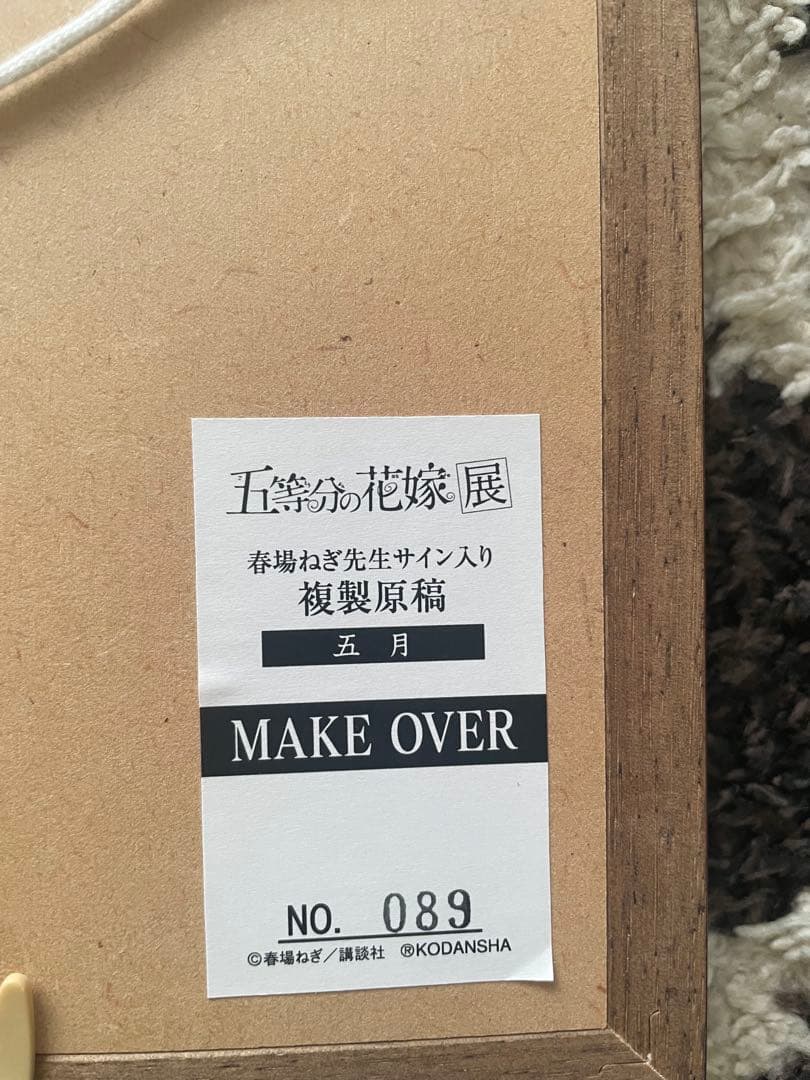 五等分の花嫁展
春場ねぎ先生サイン入り
複製原稿
五月
MAKE OVER
NO. 089
©春場ねぎ／講談社 ®KODANSHA